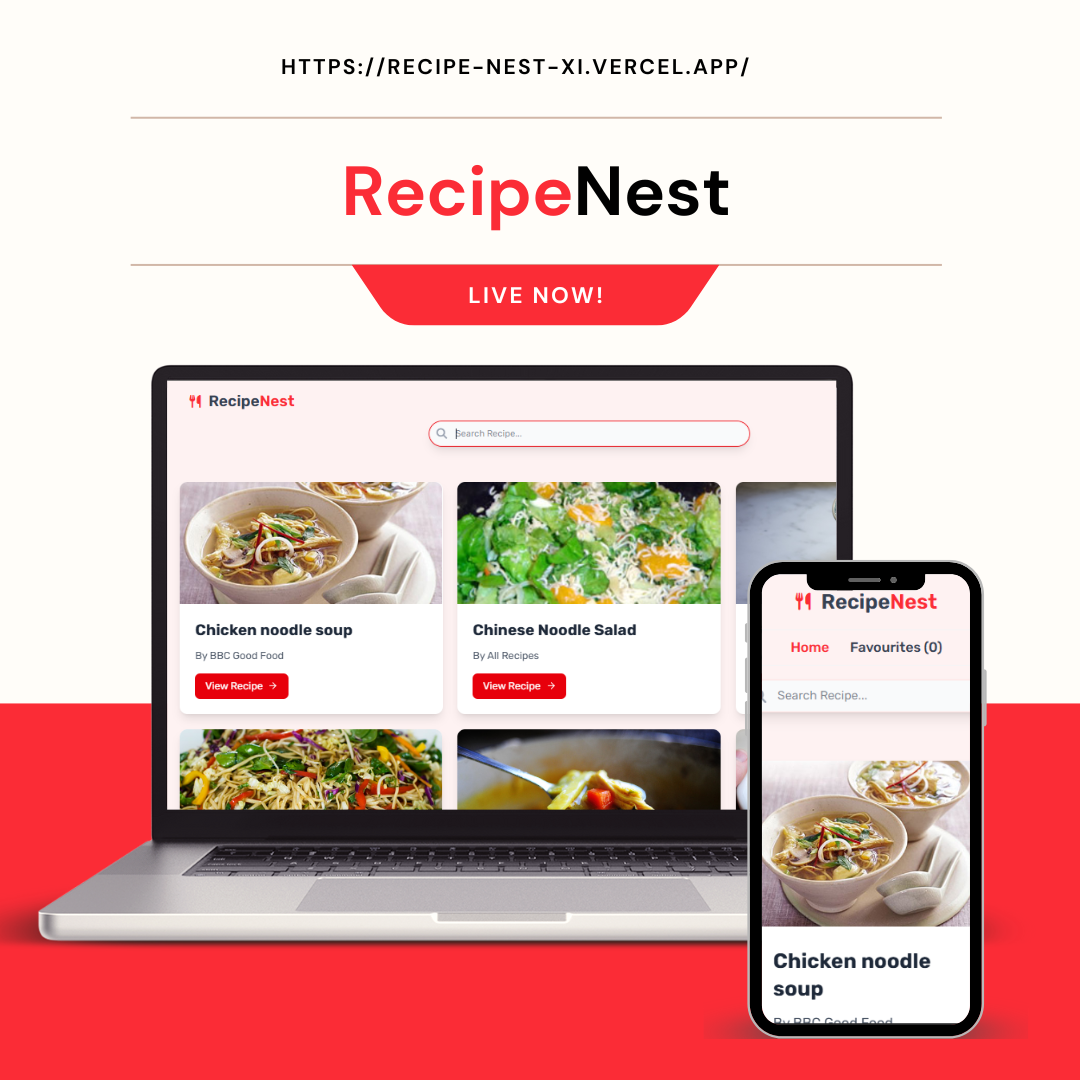 HTTPS://RECIPE-NEST-XI.VERCEL.APP/
RecipeNest
LIVE NOW!
RecipeNest
Search Recipe...
Chicken noodle soup
By BBC Good Food
View Recipe →
Chinese Noodle Salad
By All Recipes
View Recipe →
RecipeNest
Home Favourites (0)
Search Recipe...
Chicken noodle
soup
By BBC Good Food